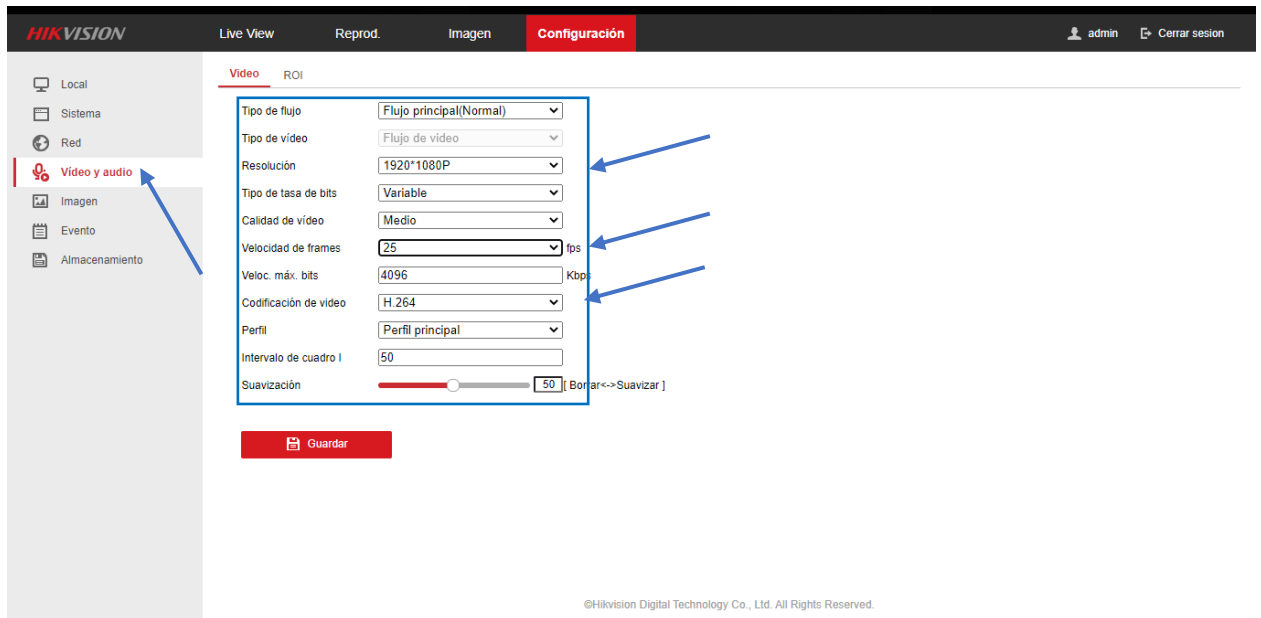 HIKVISION Live View Reprod. Imagen Configuración admin Cerrar sesion
Local
Sistema
Red
Vídeo y audio
Imagen
Evento
Almacenamiento
Vídeo ROI
Tipo de flujo Flujo principal(Normal)
Tipo de vídeo Flujo de video
Resolución 1920*1080P
Tipo de tasa de bits Variable
Calidad de vídeo Medio
Velocidad de frames 25 fps
Veloc. máx. bits 4096 Kbps
Codificación de video H.264
Perfil Perfil principal
Intervalo de cuadro I 50
Suavización 50 [ Borrar<->Suavizar ]
Guardar
©Hikvision Digital Technology Co., Ltd. All Rights Reserved.